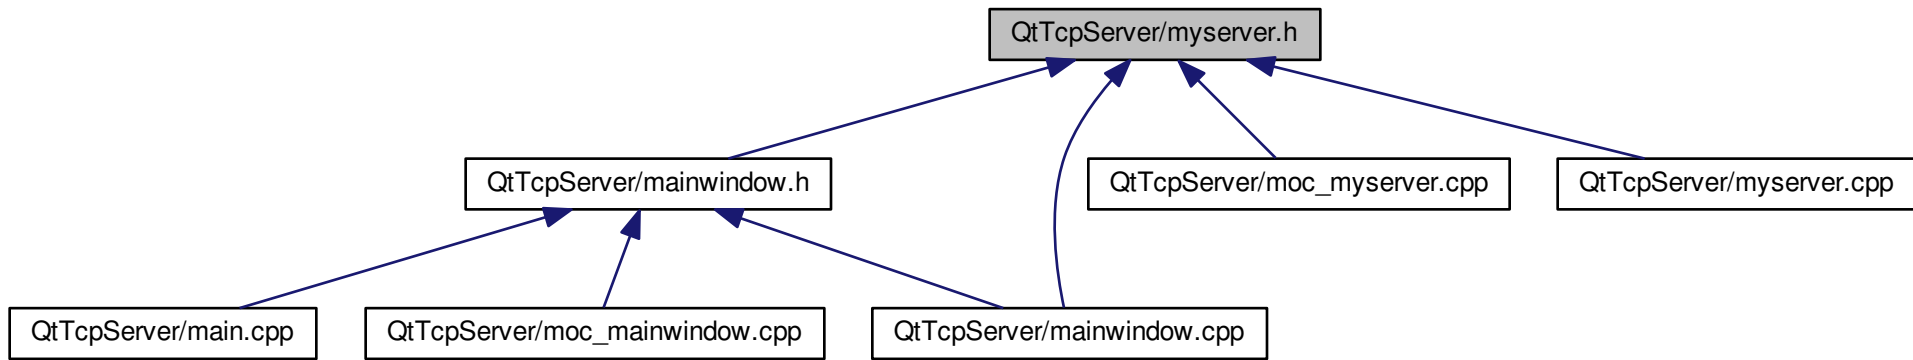 QtTcpServer/myserver.h
QtTcpServer/mainwindow.h
QtTcpServer/moc_myserver.cpp
QtTcpServer/myserver.cpp
QtTcpServer/main.cpp
QtTcpServer/moc_mainwindow.cpp
QtTcpServer/mainwindow.cpp